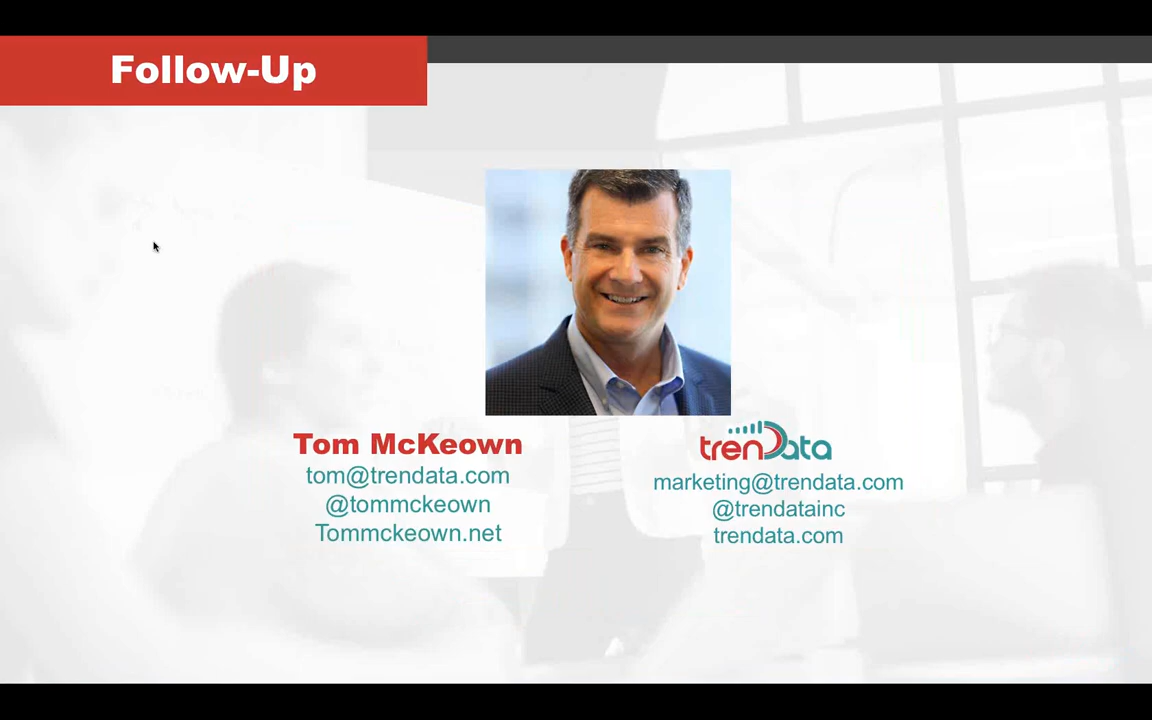 Follow-Up
Tom McKeown
tom@trendata.com
@tommckeown
Tommckeown.net
trenData
marketing@trendata.com
@trendatainc
trendata.com